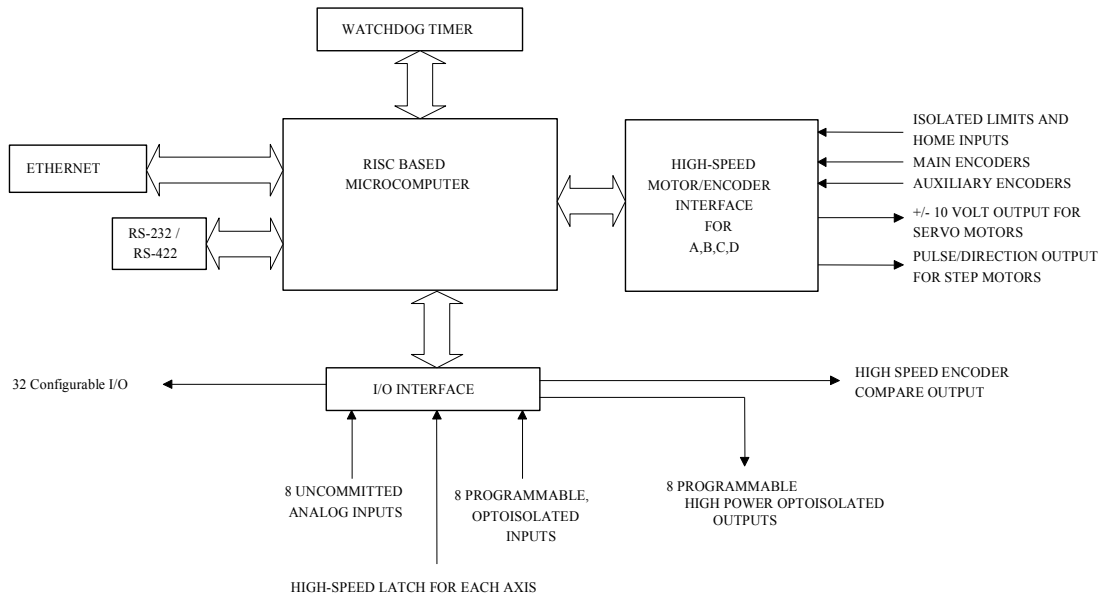 WATCHDOG TIMER
ETHERNET
RS-232 /
RS-422
RISC BASED
MICROCOMPUTER
HIGH-SPEED
MOTOR/ENCODER
INTERFACE
FOR
A,B,C,D
ISOLATED LIMITS AND
HOME INPUTS
MAIN ENCODERS
AUXILIARY ENCODERS
+/- 10 VOLT OUTPUT FOR
SERVO MOTORS
PULSE/DIRECTION OUTPUT
FOR STEP MOTORS
32 Configurable I/O
I/O INTERFACE
HIGH SPEED ENCODER
COMPARE OUTPUT
8 UNCOMMITTED
ANALOG INPUTS
8 PROGRAMMABLE,
OPTOISOLATED
INPUTS
8 PROGRAMMABLE
HIGH POWER OPTOISOLATED
OUTPUTS
HIGH-SPEED LATCH FOR EACH AXIS